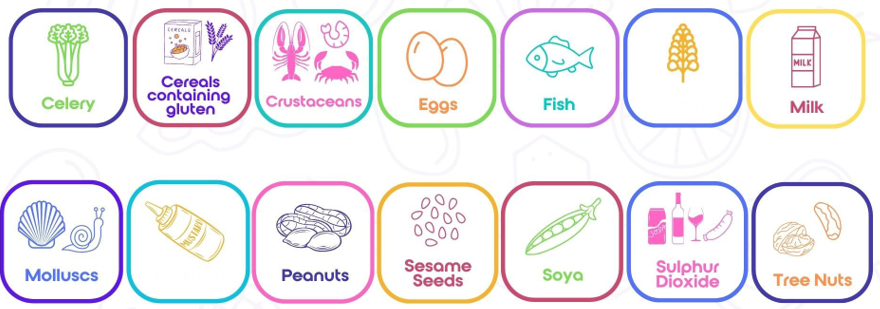 Celery
CEREALS
Cereals
containing
gluten
Crustaceans
Eggs
Fish
MILK
Milk
Molluscs
MUSTARD
Peanuts
Sesame
Seeds
Soya
Sulphur
Dioxide
Tree Nuts